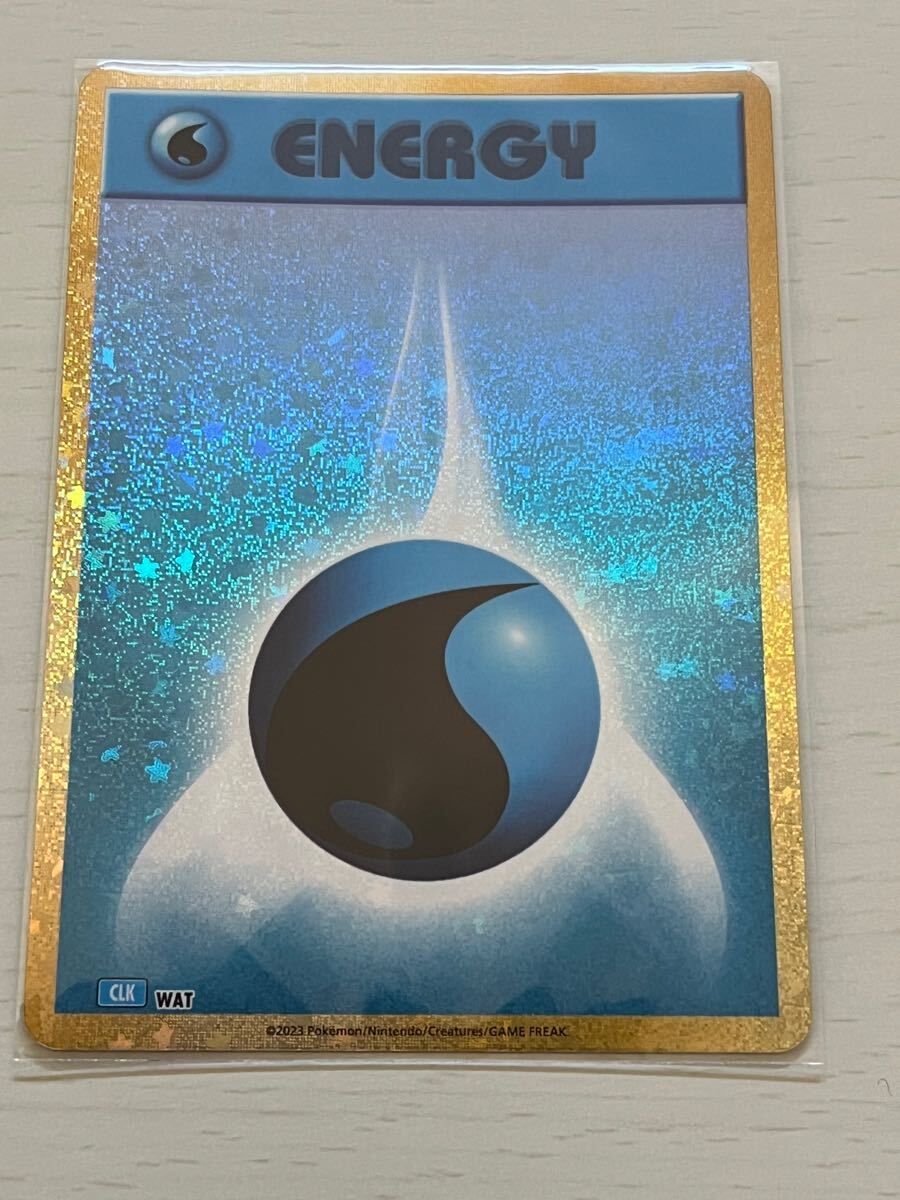 ENERGY
CLK WAT
©2023 Pokémon/Nintendo/Creatures/GAME FREAK.